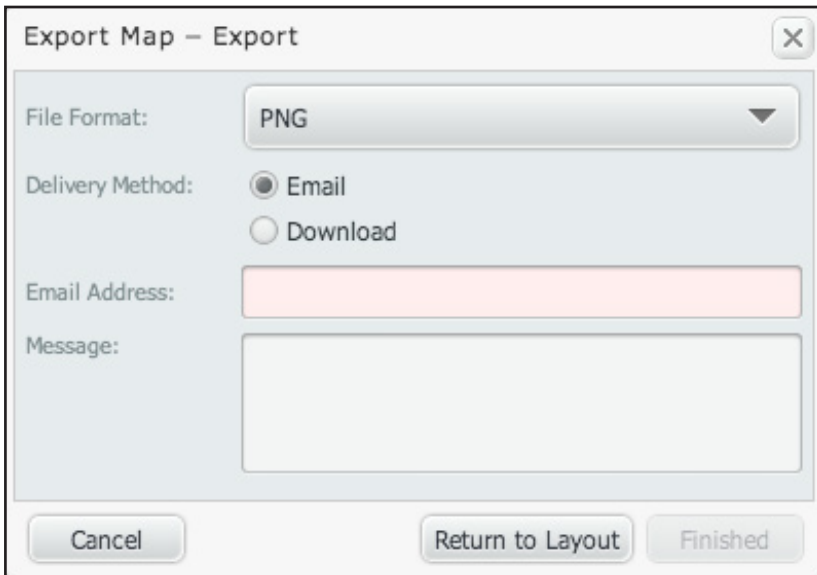 Export Map – Export
File Format:
PNG
Delivery Method:
Email
Download
Email Address:
Message:
Cancel
Return to Layout
Finished